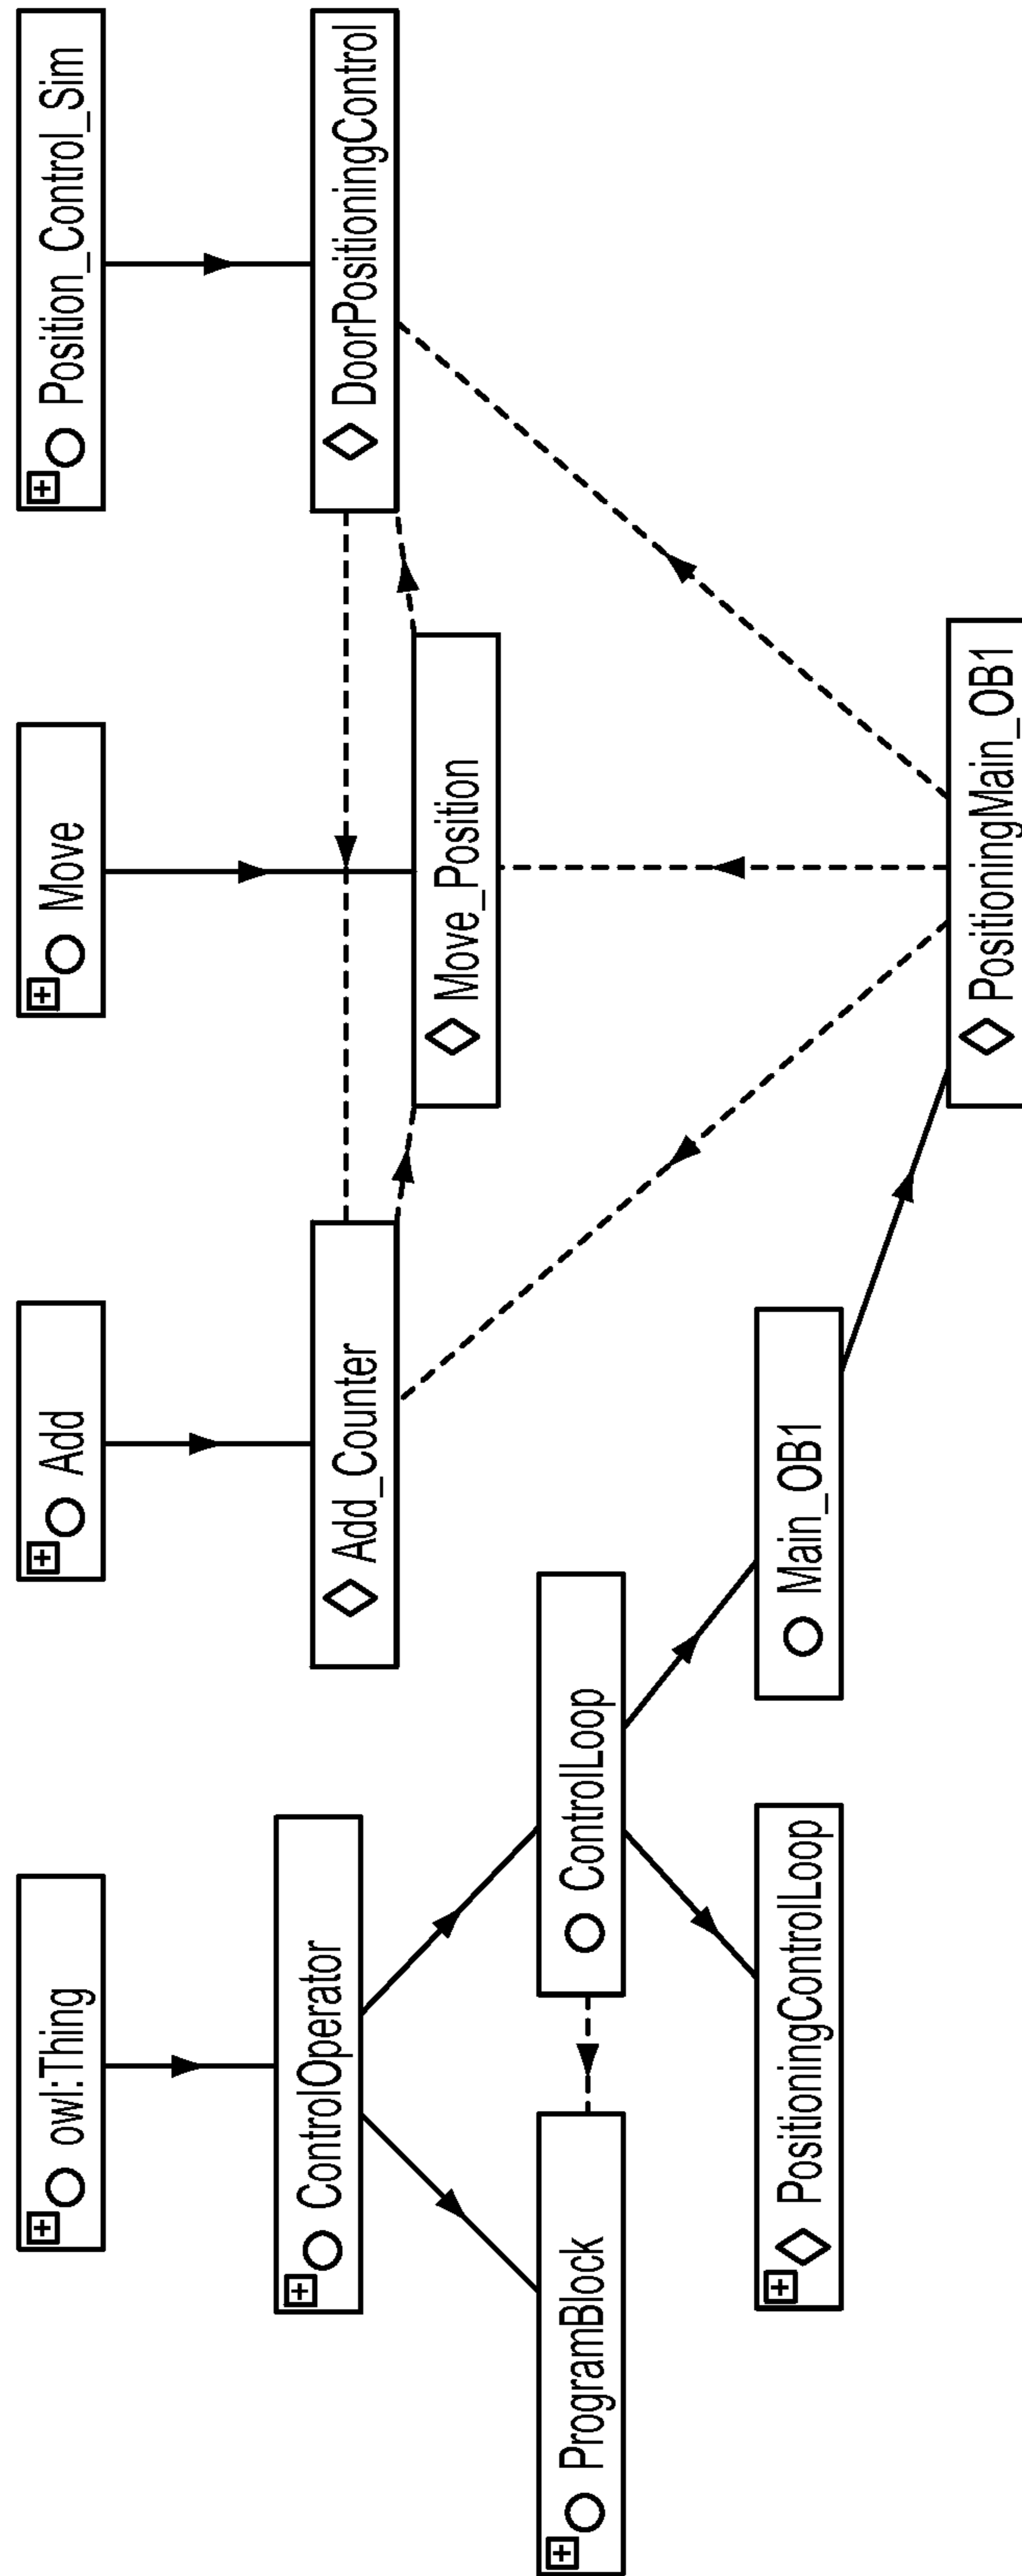 owl:Thing
Add
Move
Position_Control_Sim
ControlOperator
Add_Counter
DoorPositioningControl
Move_Position
ProgramBlock
ControlLoop
PositioningControlLoop
Main_OB1
PositioningMain_OB1